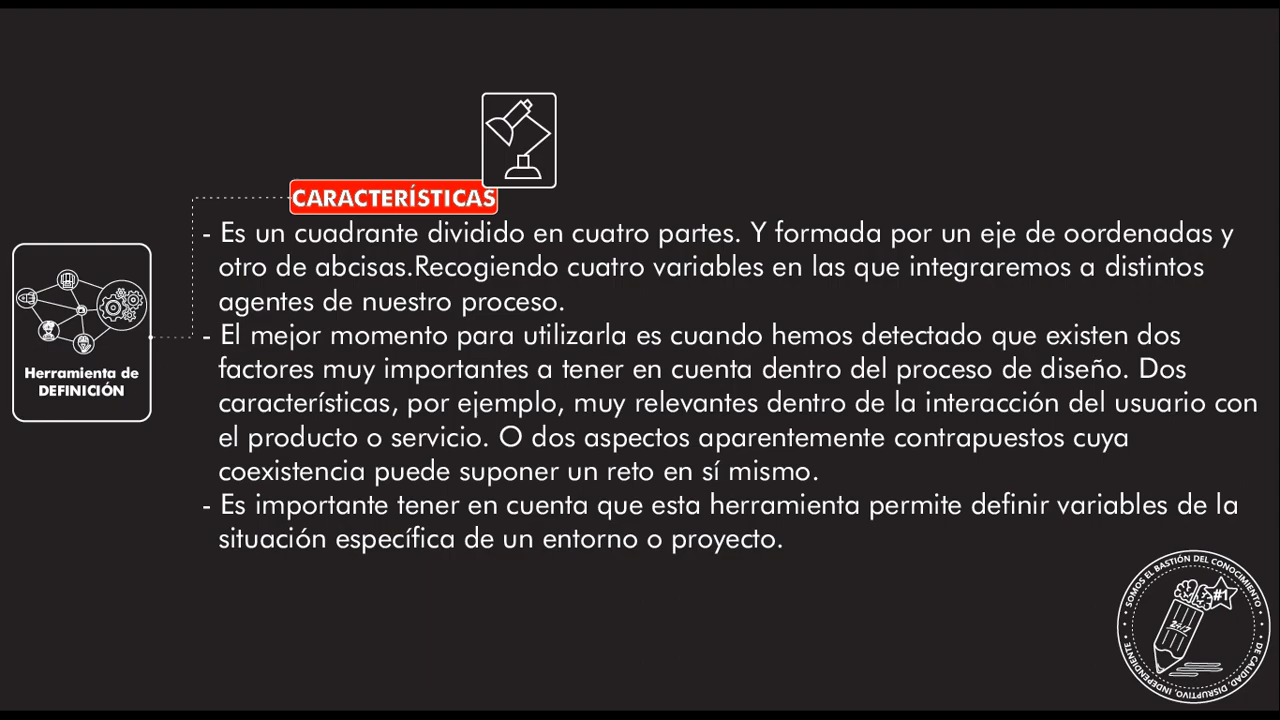 CARACTERÍSTICAS
- Es un cuadrante dividido en cuatro partes. Y formada por un eje de oordenadas y
otro de abcisas.Recogiendo cuatro variables en las que integraremos a distintos
agentes de nuestro proceso.
- El mejor momento para utilizarla es cuando hemos detectado que existen dos
factores muy importantes a tener en cuenta dentro del proceso de diseño. Dos
características, por ejemplo, muy relevantes dentro de la interacción del usuario con
el producto o servicio. O dos aspectos aparentemente contrapuestos cuya
coexistencia puede suponer un reto en sí mismo.
- Es importante tener en cuenta que esta herramienta permite definir variables de la
situación específica de un entorno o proyecto.
Herramienta de
DEFINICIÓN
• SOMOS EL BASTIÓN DEL CONOCIMIENTO •
• DE CALIDAD, DISRUPTIVO, INDEPENDIENTE •
#1
24/7